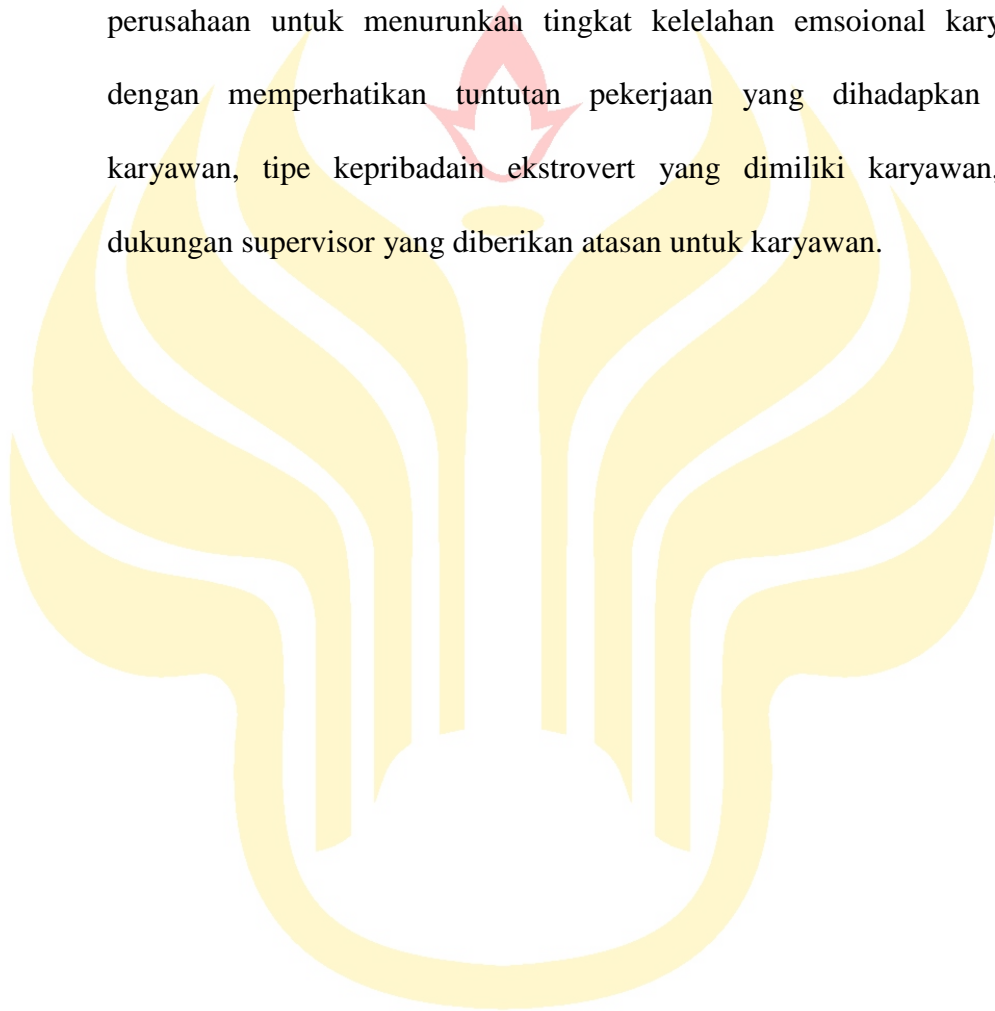 perusahaan untuk menurunkan tingkat kelelahan emsoional kary
dengan memperhatikan tuntutan pekerjaan yang dihadapkan
karyawan, tipe kepribadain ekstrovert yang dimiliki karyawan,
dukungan supervisor yang diberikan atasan untuk karyawan.